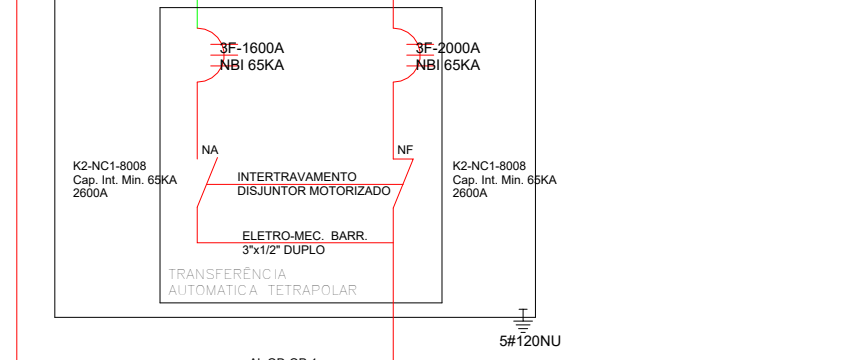 3F-1600A
NBI 65KA
3F-2000A
NBI 65KA
NA
NF
K2-NC1-8008
Cap. Int. Min. 65KA
2600A
INTERTRAVAMENTO
DISJUNTOR MOTORIZADO
K2-NC1-8008
Cap. Int. Min. 65KA
2600A
ELETRO-MEC. BARR.
3"x1/2" DUPLO
TRANSFERÊNCIA
AUTOMATICA TETRAPOLAR
5#120NU